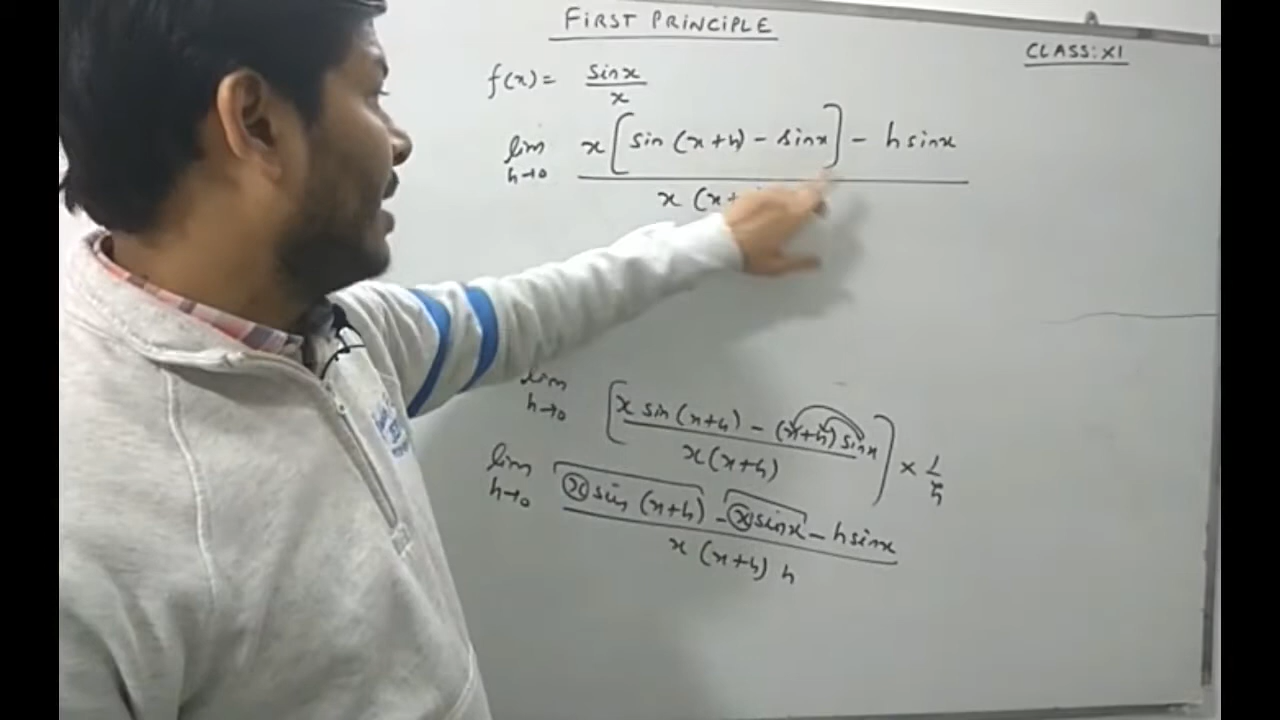 FIRST PRINCIPLE
CLASS: XI
f(x) = sinx
x
lim h→0 x[sin(x+h) - sinx] - h sinx
x (x+
lim h→0 [x sin(x+h) - (x+h) sinx] × 1/h
x(x+h)
lim h→0 x sin (x+h) - x sinx - h sinx
x (x+h) h